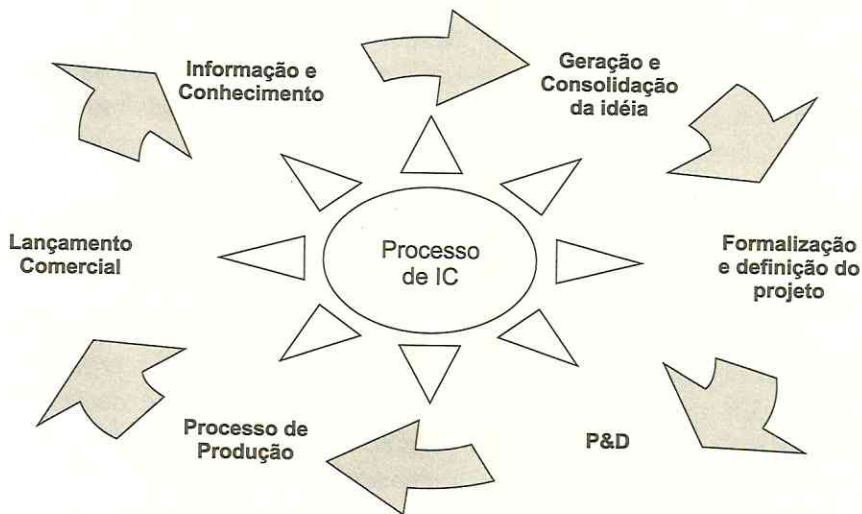 Informação e
Conhecimento
Geração e
Consolidação
da idéia
Formalização
e definição do
projeto
P&D
Processo de
Produção
Lançamento
Comercial
Processo
de IC